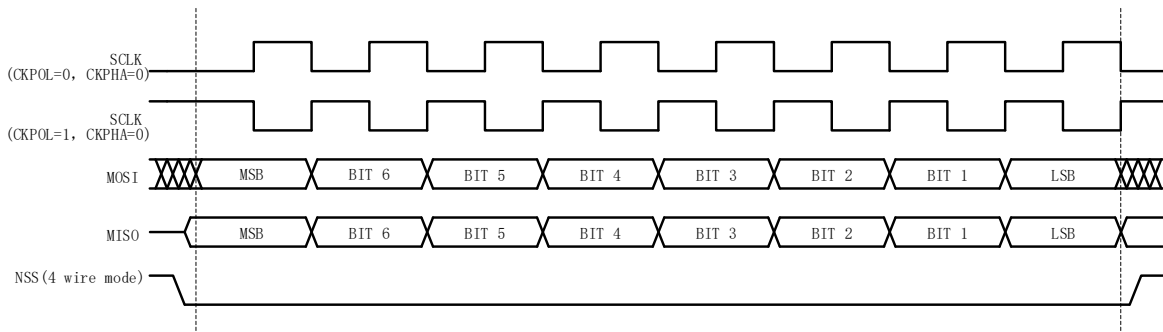 SCLK
(CKPOL=0, CKPHA=0)
SCLK
(CKPOL=1, CKPHA=0)
MOSI MSB BIT 6 BIT 5 BIT 4 BIT 3 BIT 2 BIT 1 LSB
MISO MSB BIT 6 BIT 5 BIT 4 BIT 3 BIT 2 BIT 1 LSB
NSS(4 wire mode)